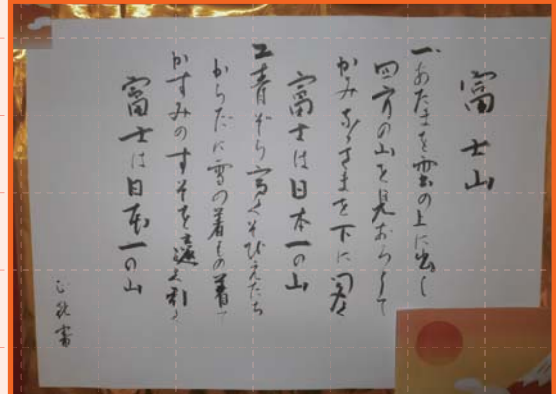 富士山
一、あたまを雲の上に出し
四方の山を見おろして
かみなりさまを下に聞く
富士は日本一の山
二、青ぞら高くそびえたち
からだに雪の着もの着て
かすみのすそを遠く引く
富士は日本一の山